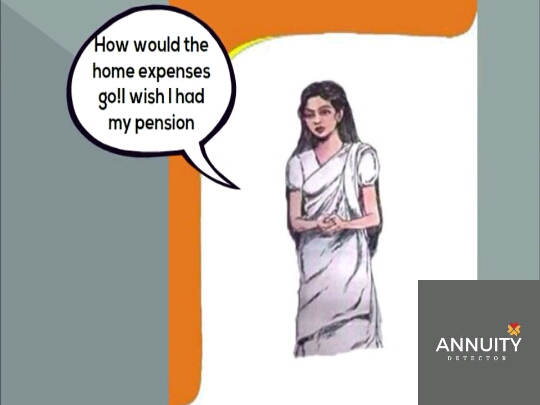 How would the
home expenses
go!I wish I had
my pension
ANNUITY
DETECTOR